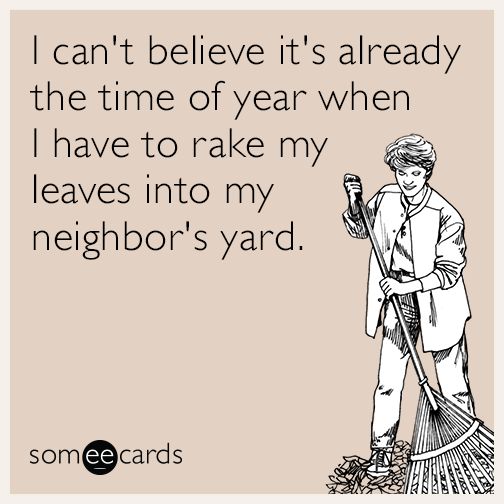 I can't believe it's already
the time of year when
I have to rake my
leaves into my
neighbor's yard.
someecards